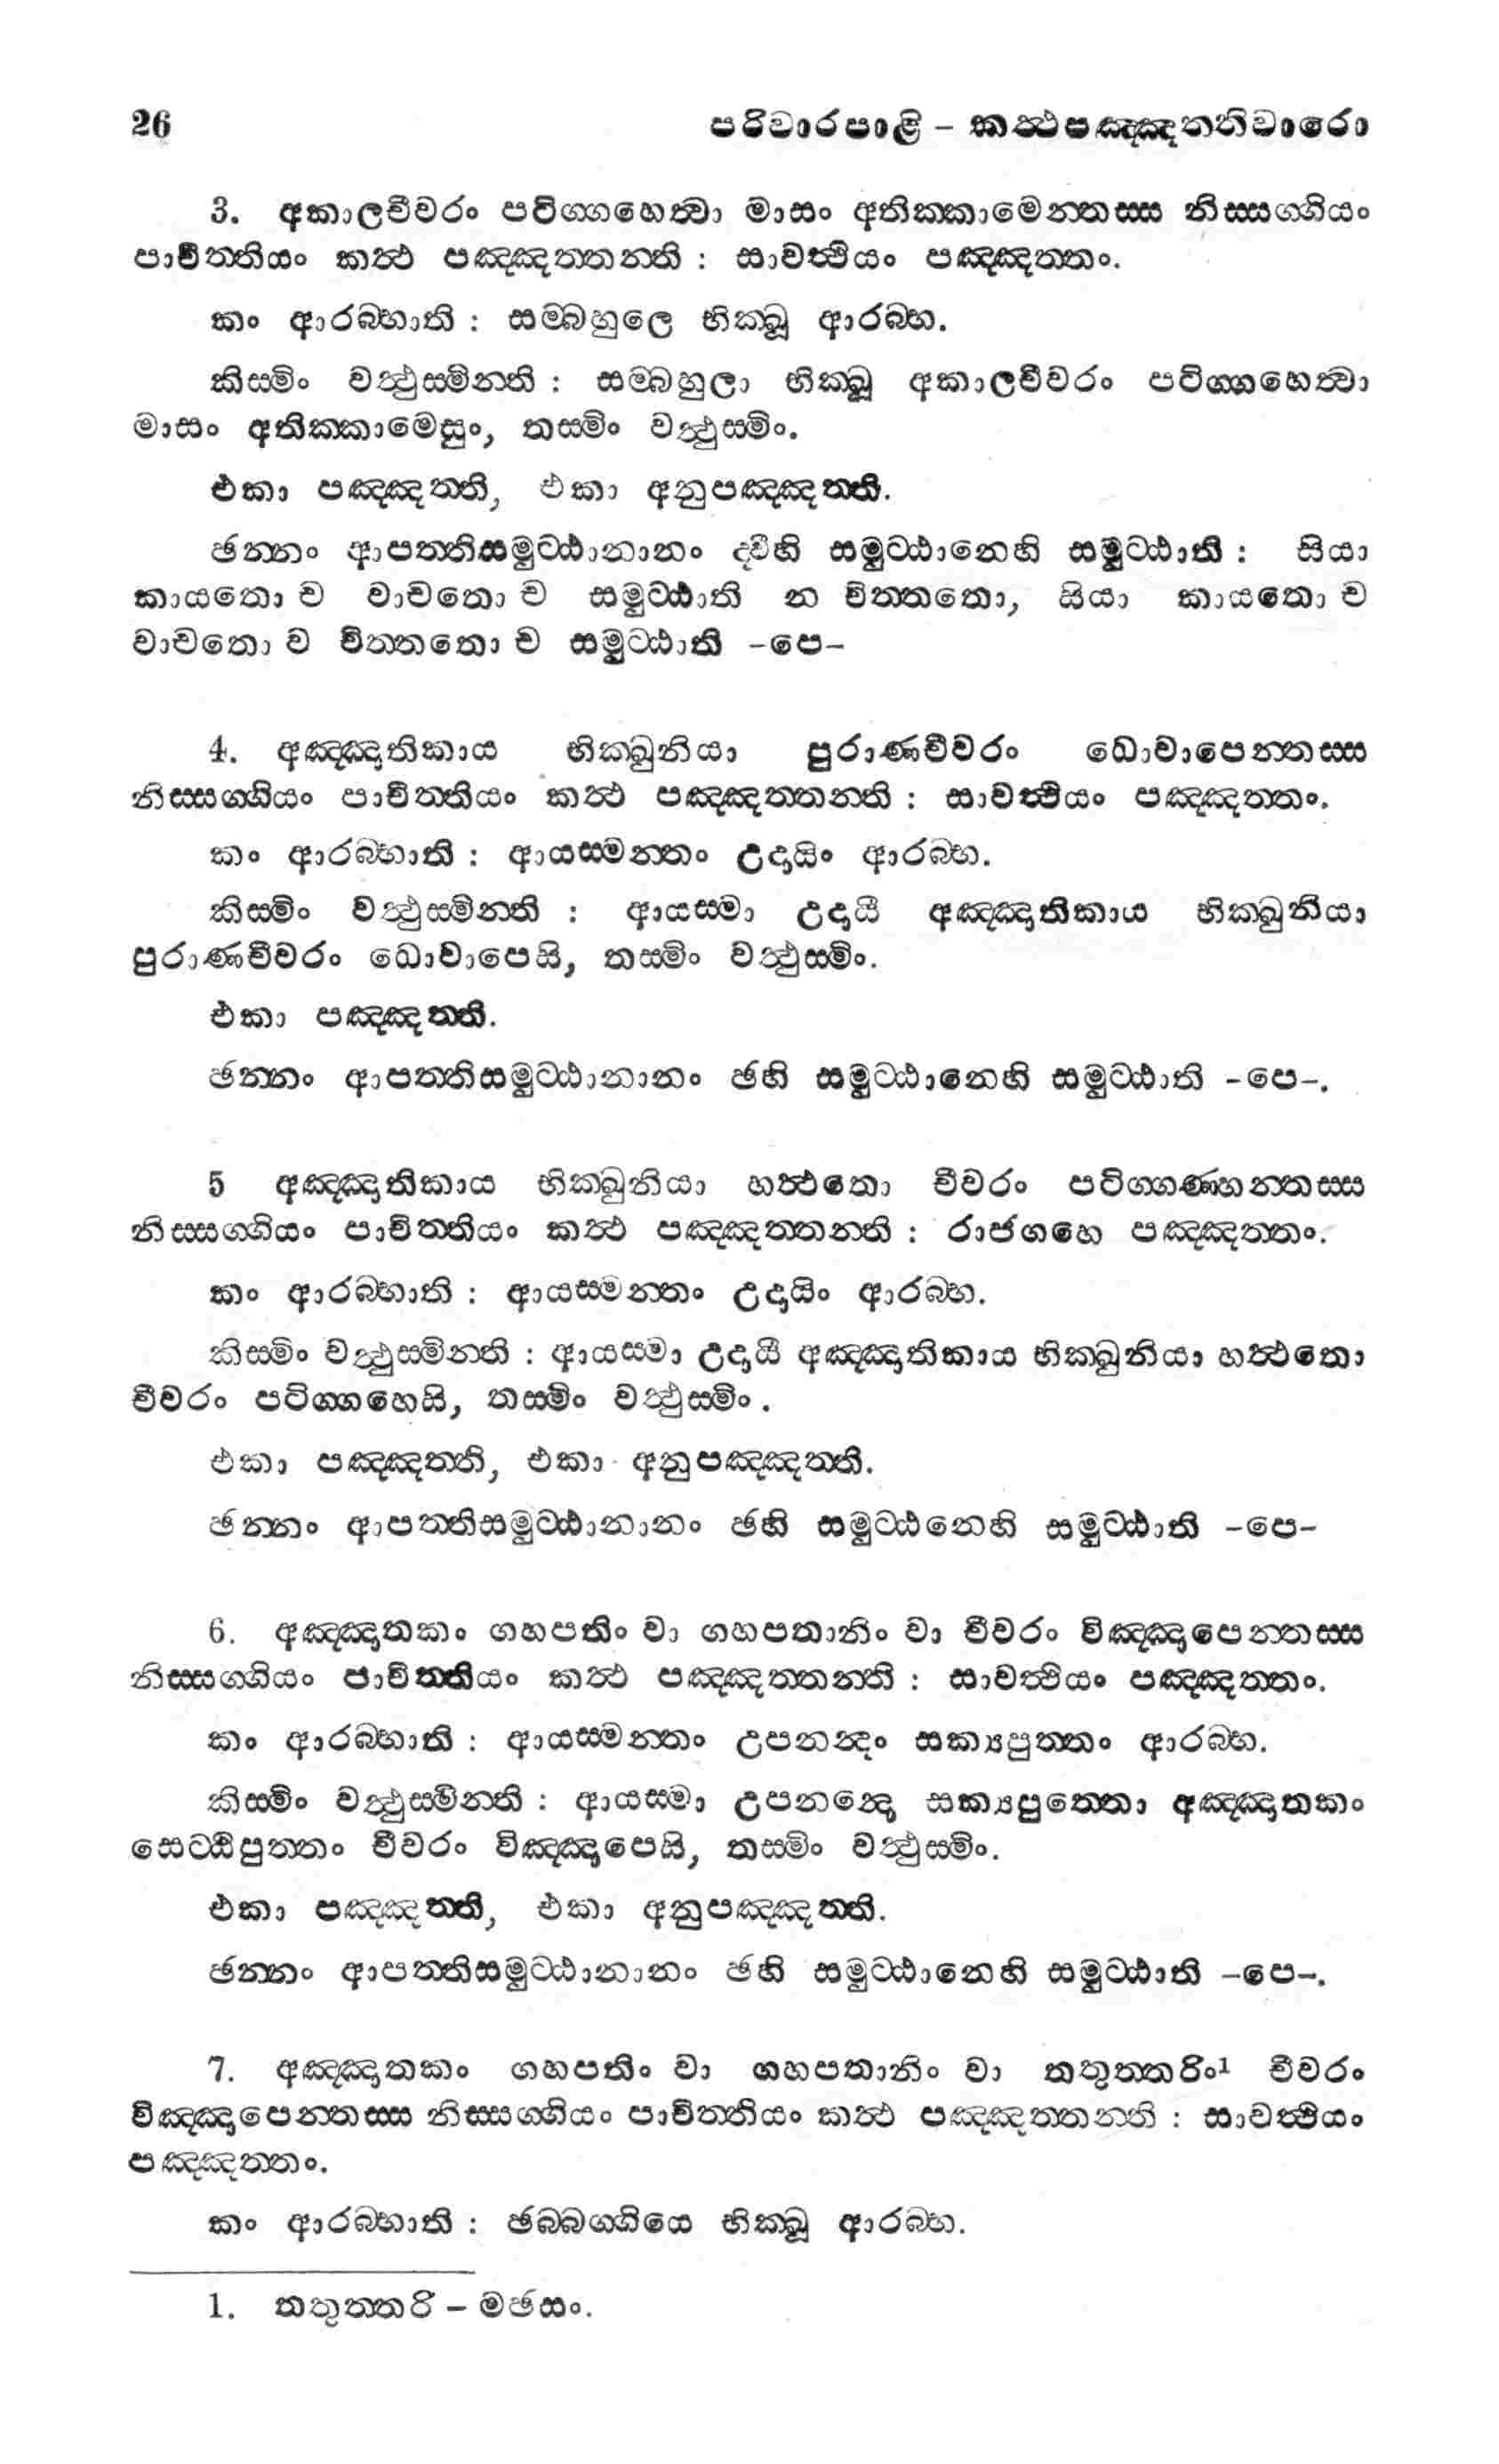 26
පරිවාරපාළි – කත්‍ථපඤ්ඤත්තිවාරො
3. අකාලචීවරං පටිග්ගහෙත්‍වා මාසං අතික්කාමෙන්තස්ස නිස්සග්ගියං
පාචිත්තියං කත්‍ථ පඤ්ඤත්තන්ති : සාවත්‍ථියං පඤ්ඤත්තං.
කං ආරබ්භාති : සම්බහුලෙ භික්ඛූ ආරබ්භ.
කිස්මිං වත්‍ථුස්මින්ති : සම්බහුලා භික්ඛූ අකාලචීවරං පටිග්ගහෙත්‍වා
මාසං අතික්කාමෙසුං, තස්මිං වත්‍ථුස්මිං.
එකා පඤ්ඤත්ති, එකා අනුපඤ්ඤත්ති.
ඡන්නං ආපත්තිසමුට්ඨානානං ද්වීහි සමුට්ඨානෙහි සමුට්ඨාති : සියා
කායතො ච වාචතො ච සමුට්ඨාති න චිත්තතො, සියා කායතො ච
වාචතො ච චිත්තතො ච සමුට්ඨාති -පෙ-
4. අඤ්ඤාතිකාය භික්ඛුනියා පුරාණචීවරං ධොවාපෙන්තස්ස
නිස්සග්ගියං පාචිත්තියං කත්‍ථ පඤ්ඤත්තන්ති : සාවත්‍ථියං පඤ්ඤත්තං.
කං ආරබ්භාති : ආයස්මන්තං උදායිං ආරබ්භ.
කිස්මිං වත්‍ථුස්මින්ති : ආයස්මා උදායී අඤ්ඤාතිකාය භික්ඛුනියා
පුරාණචීවරං ධොවාපෙසි, තස්මිං වත්‍ථුස්මිං.
එකා පඤ්ඤත්ති.
ඡන්නං ආපත්තිසමුට්ඨානානං ඡහි සමුට්ඨානෙහි සමුට්ඨාති -පෙ-.
5 අඤ්ඤාතිකාය භික්ඛුනියා හත්‍ථතො චීවරං පටිග්ගණ්හන්තස්ස
නිස්සග්ගියං පාචිත්තියං කත්‍ථ පඤ්ඤත්තන්ති : රාජගහෙ පඤ්ඤත්තං.
කං ආරබ්භාති : ආයස්මන්තං උදායිං ආරබ්භ.
කිස්මිං වත්‍ථුස්මින්ති : ආයස්මා උදායී අඤ්ඤාතිකාය භික්ඛුනියා හත්‍ථතො
චීවරං පටිග්ගහෙසි, තස්මිං වත්‍ථුස්මිං.
එකා පඤ්ඤත්ති, එකා අනුපඤ්ඤත්ති.
ඡන්නං ආපත්තිසමුට්ඨානානං ඡහි සමුට්ඨනෙහි සමුට්ඨාති -පෙ-
6. අඤ්ඤාතකං ගහපතිං වා ගහපතානිං වා චීවරං විඤ්ඤාපෙන්තස්ස
නිස්සග්ගියං පාචිත්තියං කත්‍ථ පඤ්ඤත්තන්ති : සාවත්‍ථියං පඤ්ඤත්තං.
කං ආරබ්භාති : ආයස්මන්තං උපනන්‍දං සක්‍යපුත්තං ආරබ්භ.
කිස්මිං වත්‍ථුස්මින්ති : ආයස්මා උපනන්‍දො සක්‍යපුත්තො අඤ්ඤාතකං
සෙට්ඨිපුත්තං චීවරං විඤ්ඤාපෙසි, තස්මිං වත්‍ථුස්මිං.
එකා පඤ්ඤත්ති, එකා අනුපඤ්ඤත්ති.
ඡන්නං ආපත්තිසමුට්ඨානානං ඡහි සමුට්ඨානෙහි සමුට්ඨාති -පෙ-.
7. අඤ්ඤාතකං ගහපතිං වා ගහපතානිං වා තතුත්තරිං¹ චීවරං
විඤ්ඤාපෙන්තස්ස නිස්සග්ගියං පාචිත්තියං කත්‍ථ පඤ්ඤත්තන්ති : සාවත්‍ථියං
පඤ්ඤත්තං.
කං ආරබ්භාති : ඡබ්බග්ගියෙ භික්ඛූ ආරබ්භ.
1. තතුත්තරි – මඡසං.